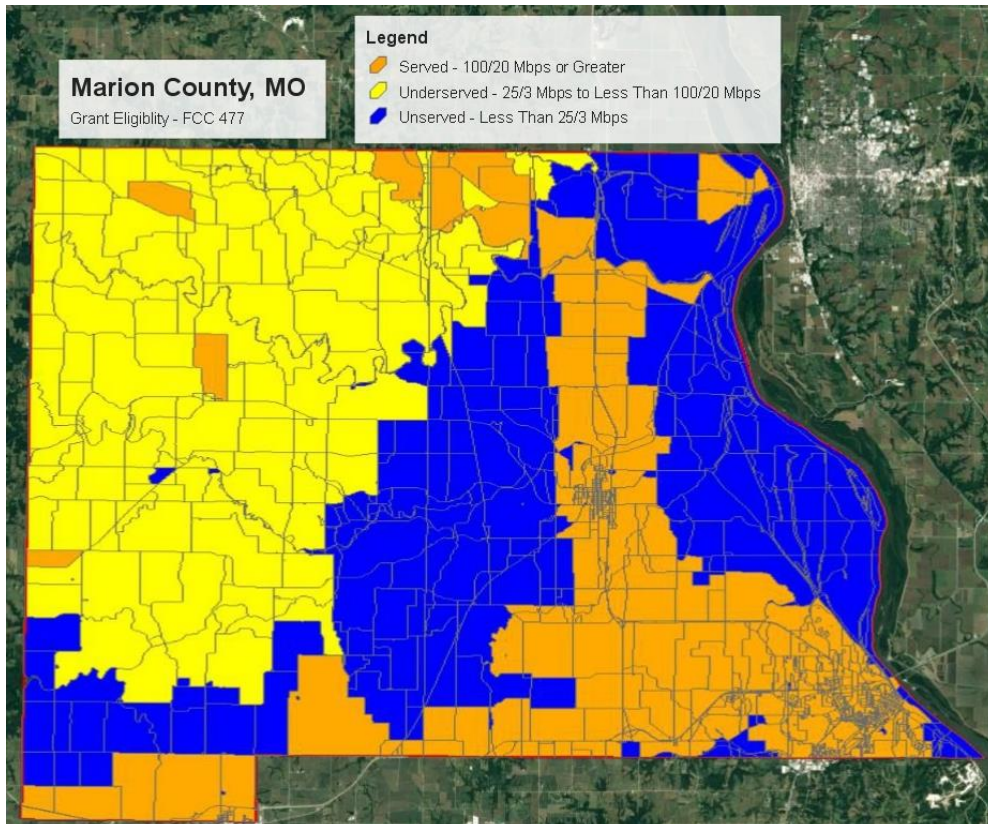 Marion County, MO
Grant Eligiblity - FCC 477
Legend
Served - 100/20 Mbps or Greater
Underserved - 25/3 Mbps to Less Than 100/20 Mbps
Unserved - Less Than 25/3 Mbps